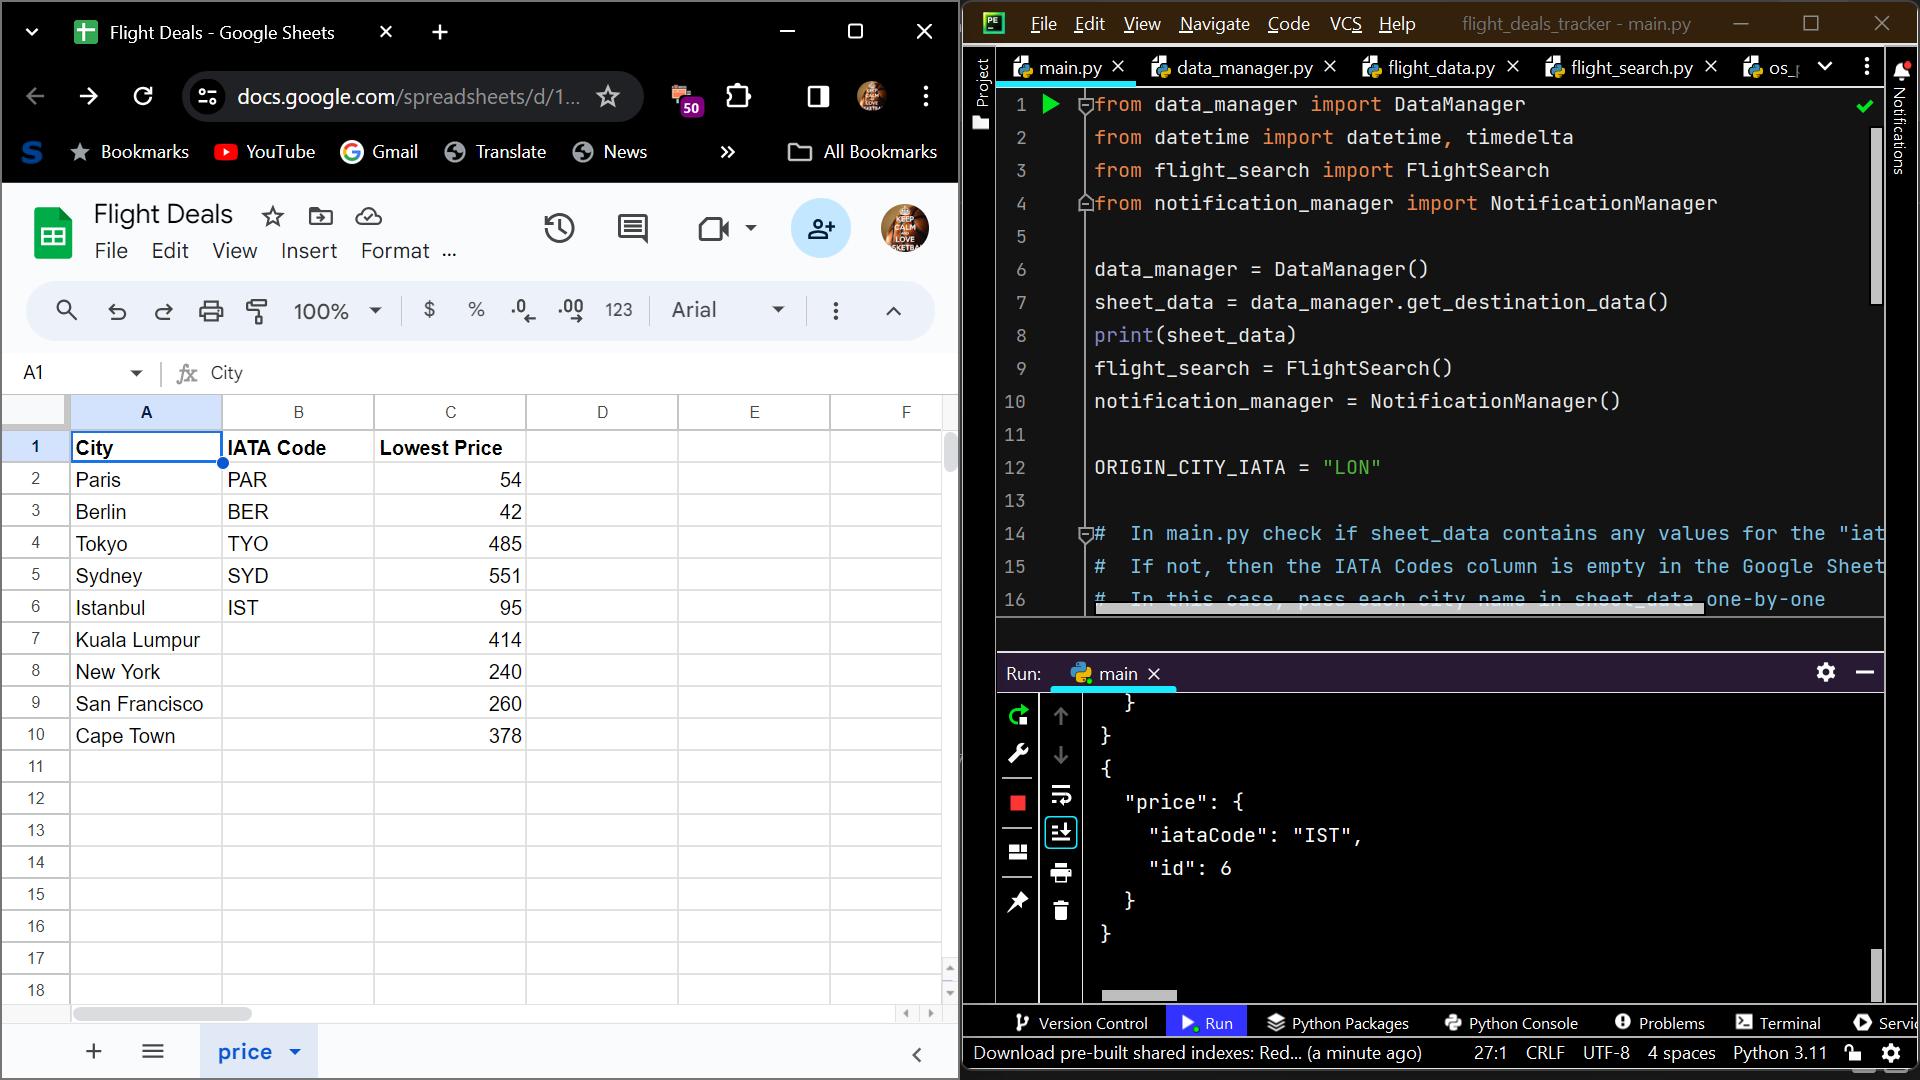 Flight Deals - Google Sheets
docs.google.com/spreadsheets/d/1...
50
Bookmarks YouTube Gmail Translate News All Bookmarks
Flight Deals
File Edit View Insert Format ...
100% $ % .0 .00 123 Arial
A1 fx City
A B C D E F
1 City IATA Code Lowest Price
2 Paris PAR 54
3 Berlin BER 42
4 Tokyo TYO 485
5 Sydney SYD 551
6 Istanbul IST 95
7 Kuala Lumpur 414
8 New York 240
9 San Francisco 260
10 Cape Town 378
11
12
13
14
15
16
17
18
price
PE File Edit View Navigate Code VCS Help flight_deals_tracker - main.py
Project
main.py data_manager.py flight_data.py flight_search.py os_
Notifications
1 from data_manager import DataManager
2 from datetime import datetime, timedelta
3 from flight_search import FlightSearch
4 from notification_manager import NotificationManager
5
6 data_manager = DataManager()
7 sheet_data = data_manager.get_destination_data()
8 print(sheet_data)
9 flight_search = FlightSearch()
10 notification_manager = NotificationManager()
11
12 ORIGIN_CITY_IATA = "LON"
13
14 # In main.py check if sheet_data contains any values for the "iat
15 # If not, then the IATA Codes column is empty in the Google Sheet
16 # In this case, pass each city name in sheet_data one-by-one
Run: main
}
}
{
"price": {
"iataCode": "IST",
"id": 6
}
}
Version Control Run Python Packages Python Console Problems Terminal Servic
Download pre-built shared indexes: Red... (a minute ago) 27:1 CRLF UTF-8 4 spaces Python 3.11